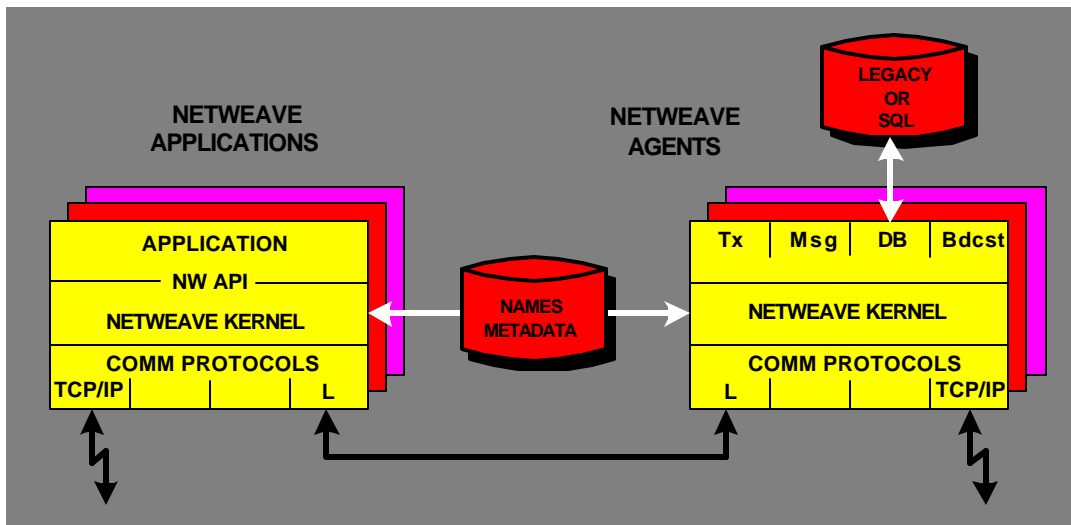 NETWEAVE
APPLICATIONS
APPLICATION
NW API
NETWEAVE KERNEL
COMM PROTOCOLS
TCP/IP
L
NAMES
METADATA
NETWEAVE
AGENTS
LEGACY
OR
SQL
Tx Msg DB Bdcst
NETWEAVE KERNEL
COMM PROTOCOLS
L
TCP/IP